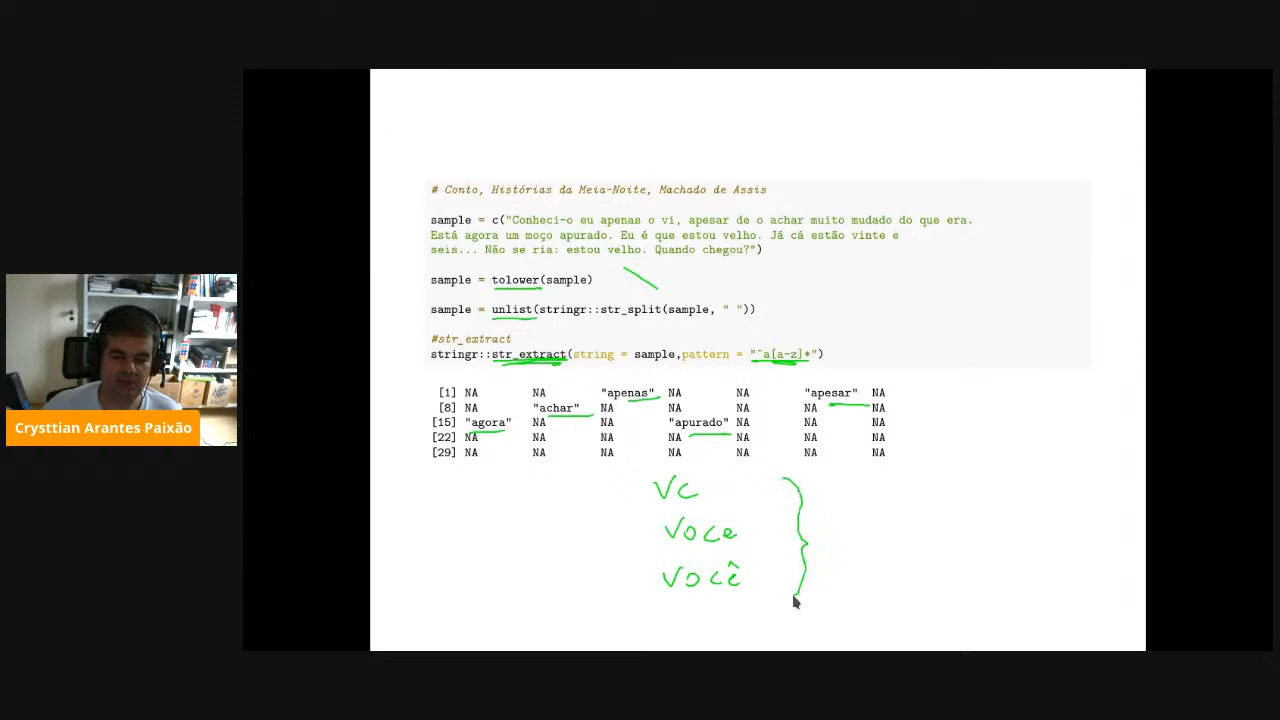 # Conto, Histórias da Meia-Noite, Machado de Assis
sample = c("Conheci-o eu apenas o vi, apesar de o achar muito mudado do que era.
Está agora um moço apurado. Eu é que estou velho. Já cá estão vinte e
seis... Não se ria: estou velho. Quando chegou?")
sample = tolower(sample)
sample = unlist(stringr::str_split(sample, " "))
#str_extract
stringr::str_extract(string = sample,pattern = "^a[a-z]*")
[1] NA NA "apenas" NA NA "apesar" NA
[8] NA "achar" NA NA NA NA NA
[15] "agora" NA NA "apurado" NA NA NA
[22] NA NA NA NA NA NA NA
[29] NA NA NA NA NA NA NA
vc
voce
você
Crysttian Arantes Paixão